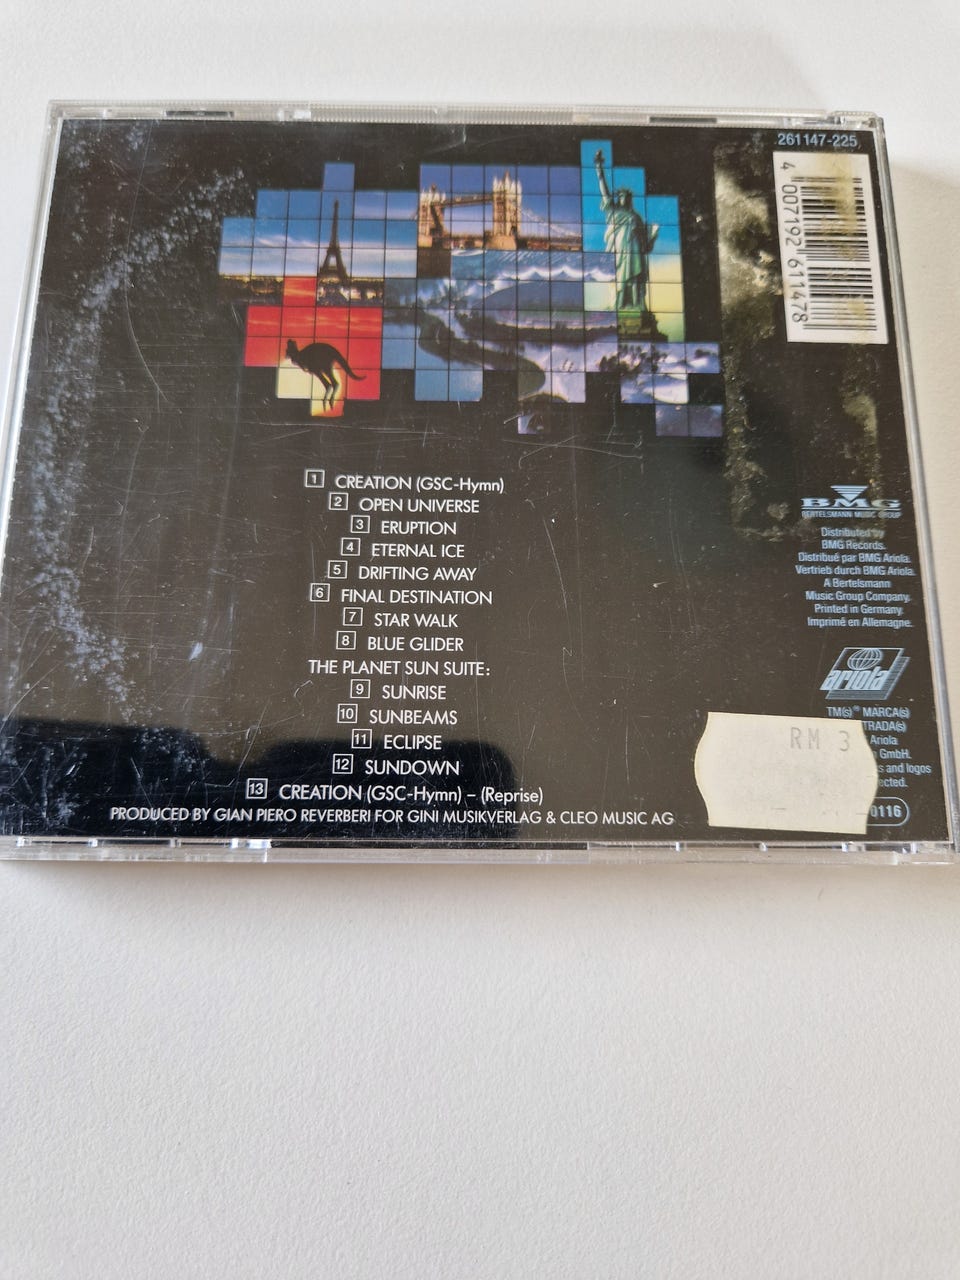 261147-225
4 007192 611478
1 CREATION (GSC-Hymn)
2 OPEN UNIVERSE
3 ERUPTION
4 ETERNAL ICE
5 DRIFTING AWAY
6 FINAL DESTINATION
7 STAR WALK
8 BLUE GLIDER
THE PLANET SUN SUITE:
9 SUNRISE
10 SUNBEAMS
11 ECLIPSE
12 SUNDOWN
13 CREATION (GSC-Hymn) – (Reprise)
PRODUCED BY GIAN PIERO REVERBERI FOR GINI MUSIKVERLAG & CLEO MUSIC AG
BMG
BERTELSMANN MUSIC GROUP
Distributed by
BMG Records.
Distribué par BMG Ariola.
Vertrieb durch BMG Ariola.
A Bertelsmann
Music Group Company.
Printed in Germany.
Imprimé en Allemagne.
ariola
TM(s)® MARCA(s)
TRADA(s)
Ariola
GmbH.
and logos
RM 3
0116